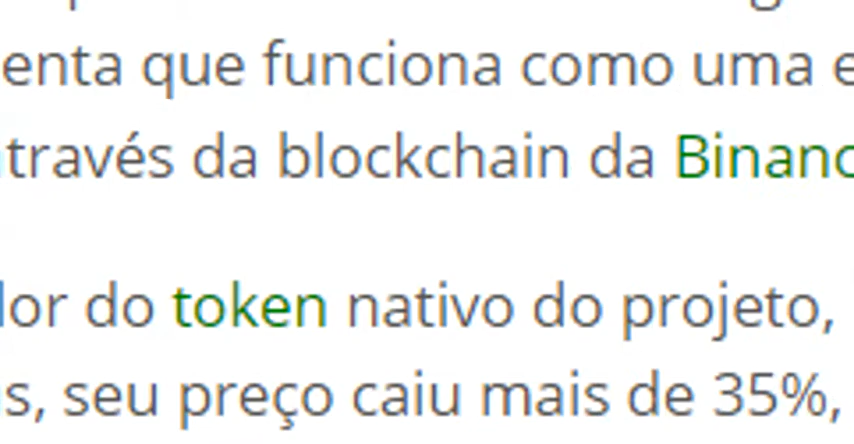 enta que funciona como uma e
través da blockchain da Binanc
lor do token nativo do projeto,
s, seu preço caiu mais de 35%,